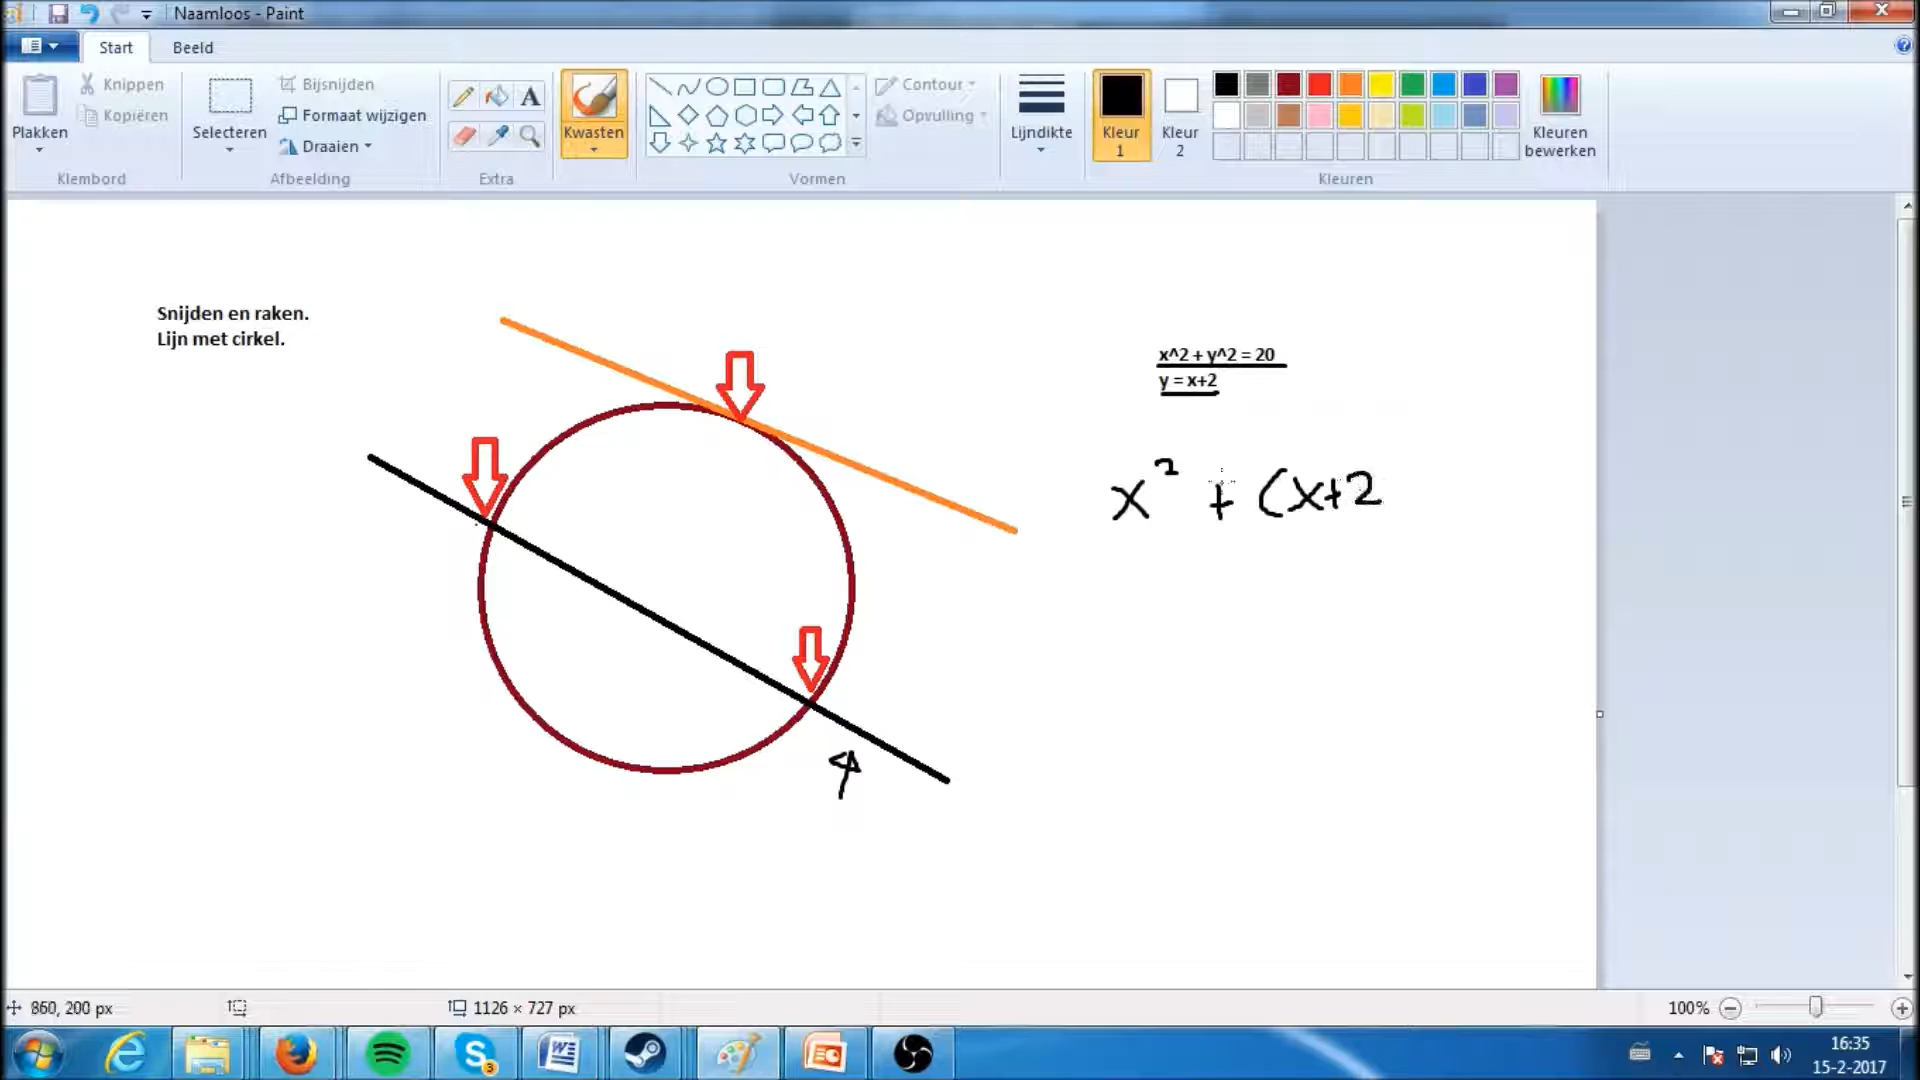 Naamloos - Paint
Start
Beeld
Plakken
Knippen
Kopiëren
Klembord
Selecteren
Bijsnijden
Formaat wijzigen
Draaien
Afbeelding
A
Extra
Kwasten
Vormen
Contour
Opvulling
Lijndikte
Kleur 1
Kleur 2
Kleuren bewerken
Kleuren
Snijden en raken.
Lijn met cirkel.
x^2 + y^2 = 20
y = x+2
x² + (x+2
860, 200 px
1126 × 727 px
100%
3
16:35
15-2-2017